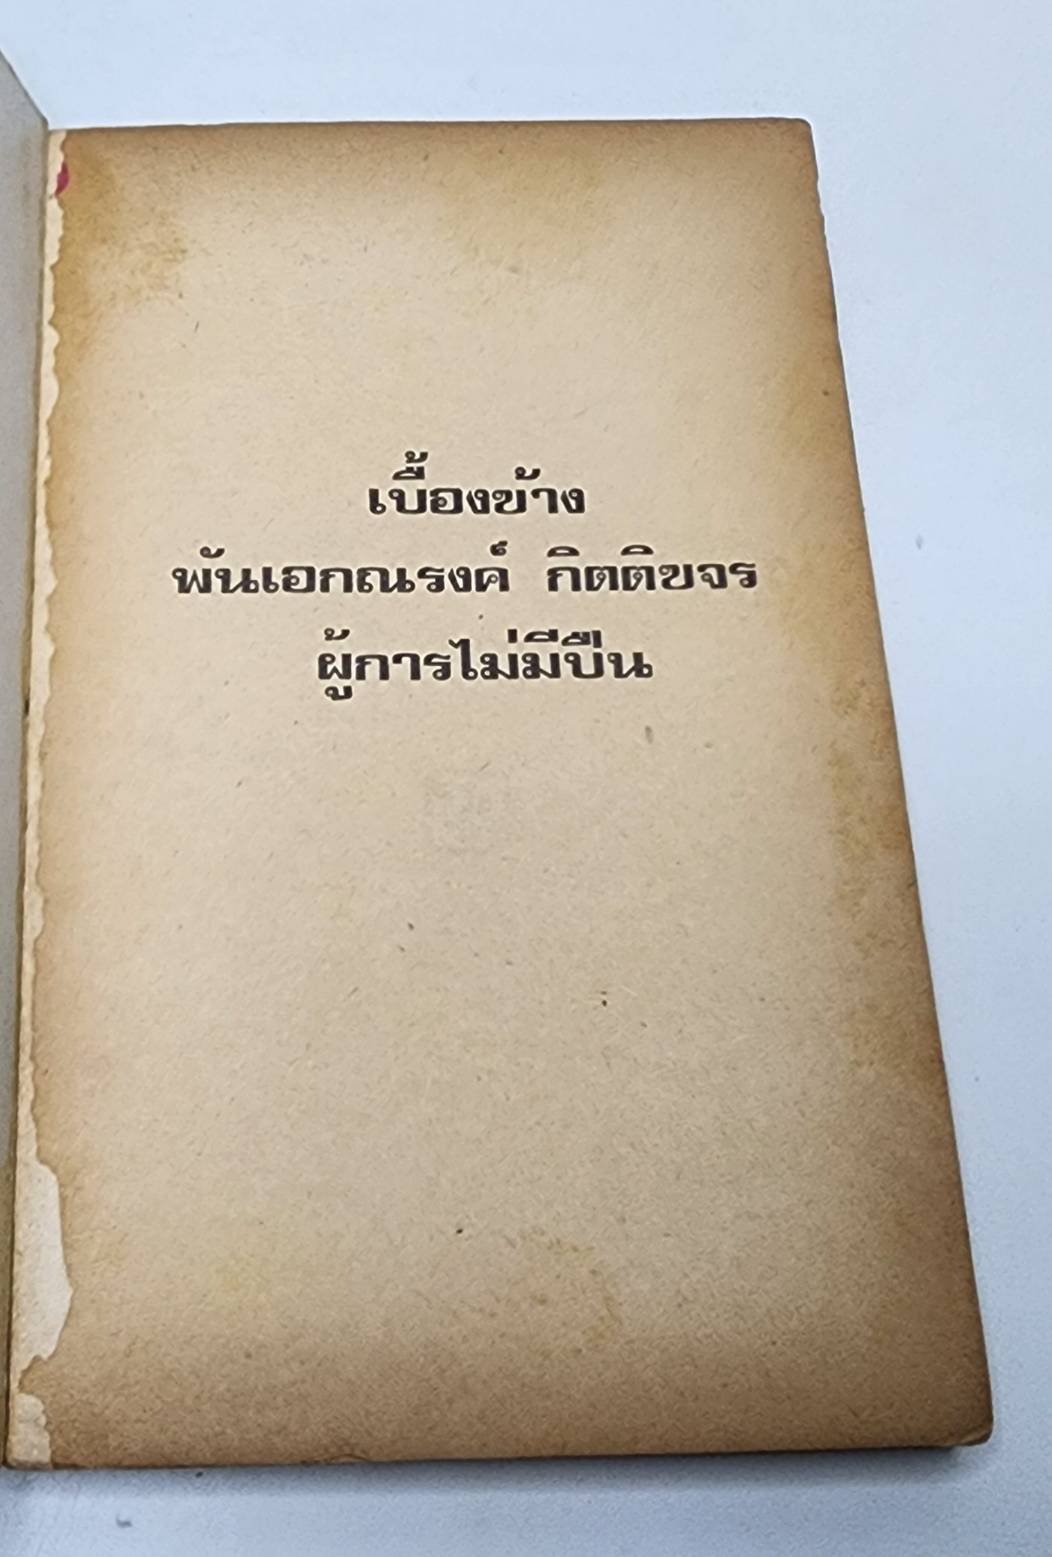 เบื้องข้าง
พันเอกณรงค์ กิตติขจร
ผู้การไม่มีปืน